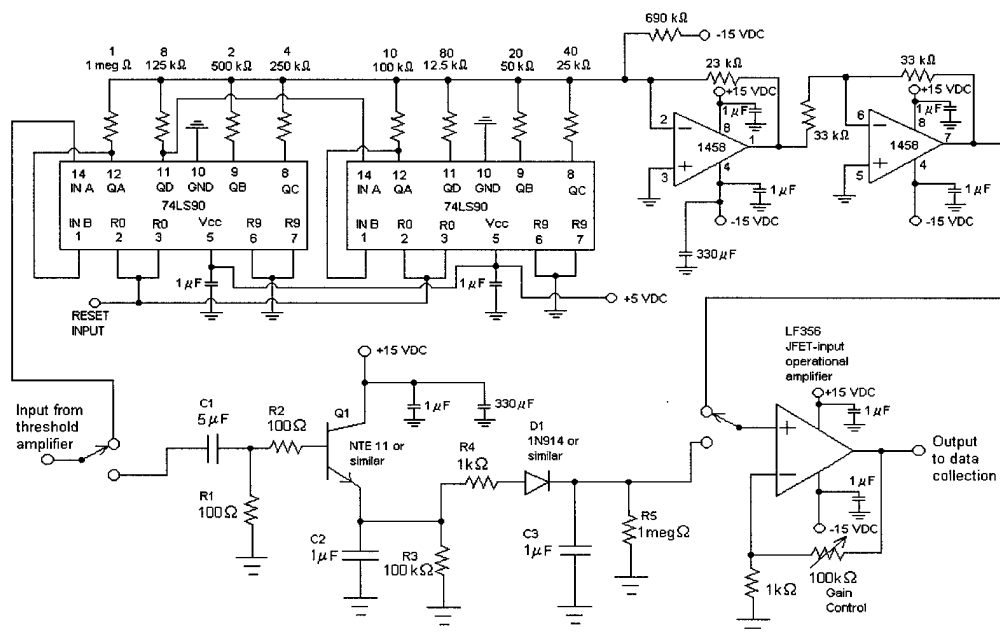 690 kΩ
-15 VDC
1 8 2 4 10 80 20 40
1 meg Ω 125 kΩ 500 kΩ 250 kΩ 100 kΩ 12.5 kΩ 50 kΩ 25 kΩ
23 kΩ
+15 VDC
1 μF
2
8
1458
1
3
4
1 μF
-15 VDC
330 μF
33 kΩ
33 kΩ
+15 VDC
1 μF
6
8
1458
7
5
4
1 μF
-15 VDC
14 12 11 10 9 8
IN A QA QD GND QB QC
74LS90
IN B R0 R0 Vcc R9 R9
1 2 3 5 6 7
1 μF
14 12 11 10 9 8
IN A QA QD GND QB QC
74LS90
IN B R0 R0 Vcc R9 R9
1 2 3 5 6 7
1 μF
+5 VDC
RESET
INPUT
Input from
threshold
amplifier
C1
5 μF
R1
100Ω
R2
100Ω
+15 VDC
Q1
NTE 11 or
similar
1 μF
330 μF
C2
1 μF
R3
100kΩ
R4
1kΩ
D1
1N914 or
similar
C3
1 μF
R5
1megΩ
LF356
JFET-input
operational
amplifier
+15 VDC
1 μF
+
−
1 μF
-15 VDC
Output
to data
collection
1kΩ
100kΩ
Gain
Control